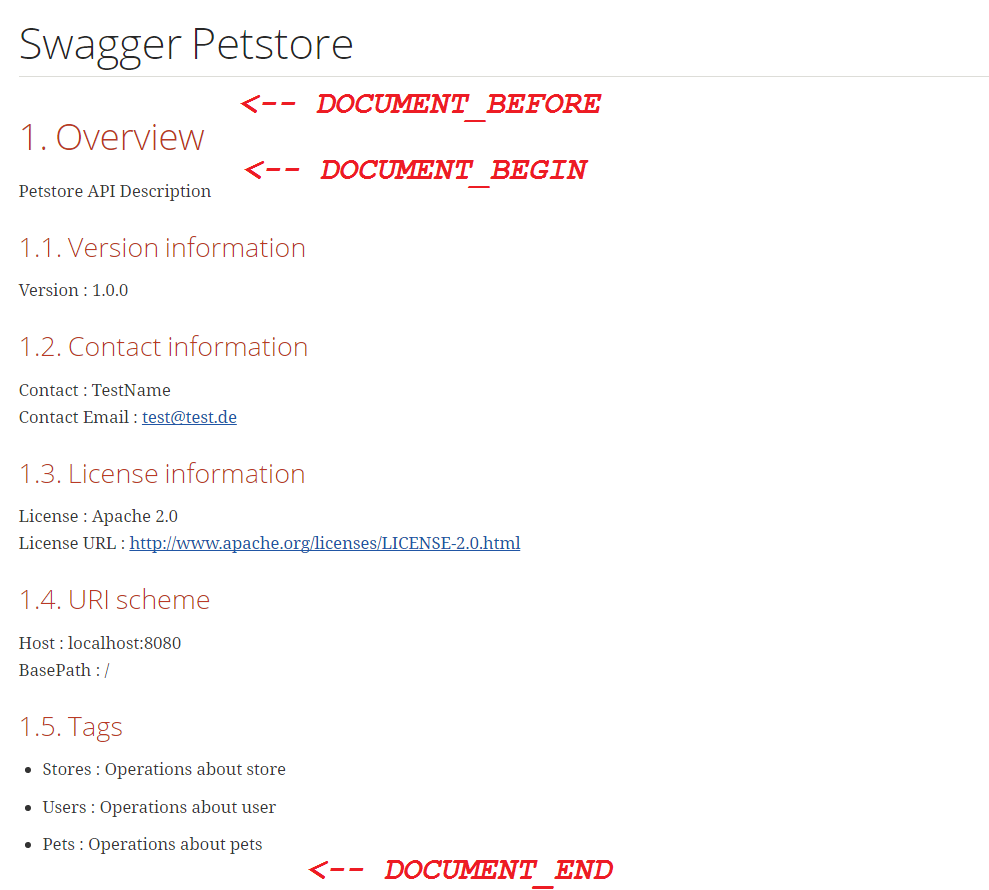 Swagger Petstore
<-- DOCUMENT_BEFORE
1. Overview
<-- DOCUMENT_BEGIN
Petstore API Description
1.1. Version information
Version : 1.0.0
1.2. Contact information
Contact : TestName
Contact Email : test@test.de
1.3. License information
License : Apache 2.0
License URL : http://www.apache.org/licenses/LICENSE-2.0.html
1.4. URI scheme
Host : localhost:8080
BasePath : /
1.5. Tags
• Stores : Operations about store
• Users : Operations about user
• Pets : Operations about pets
<-- DOCUMENT_END